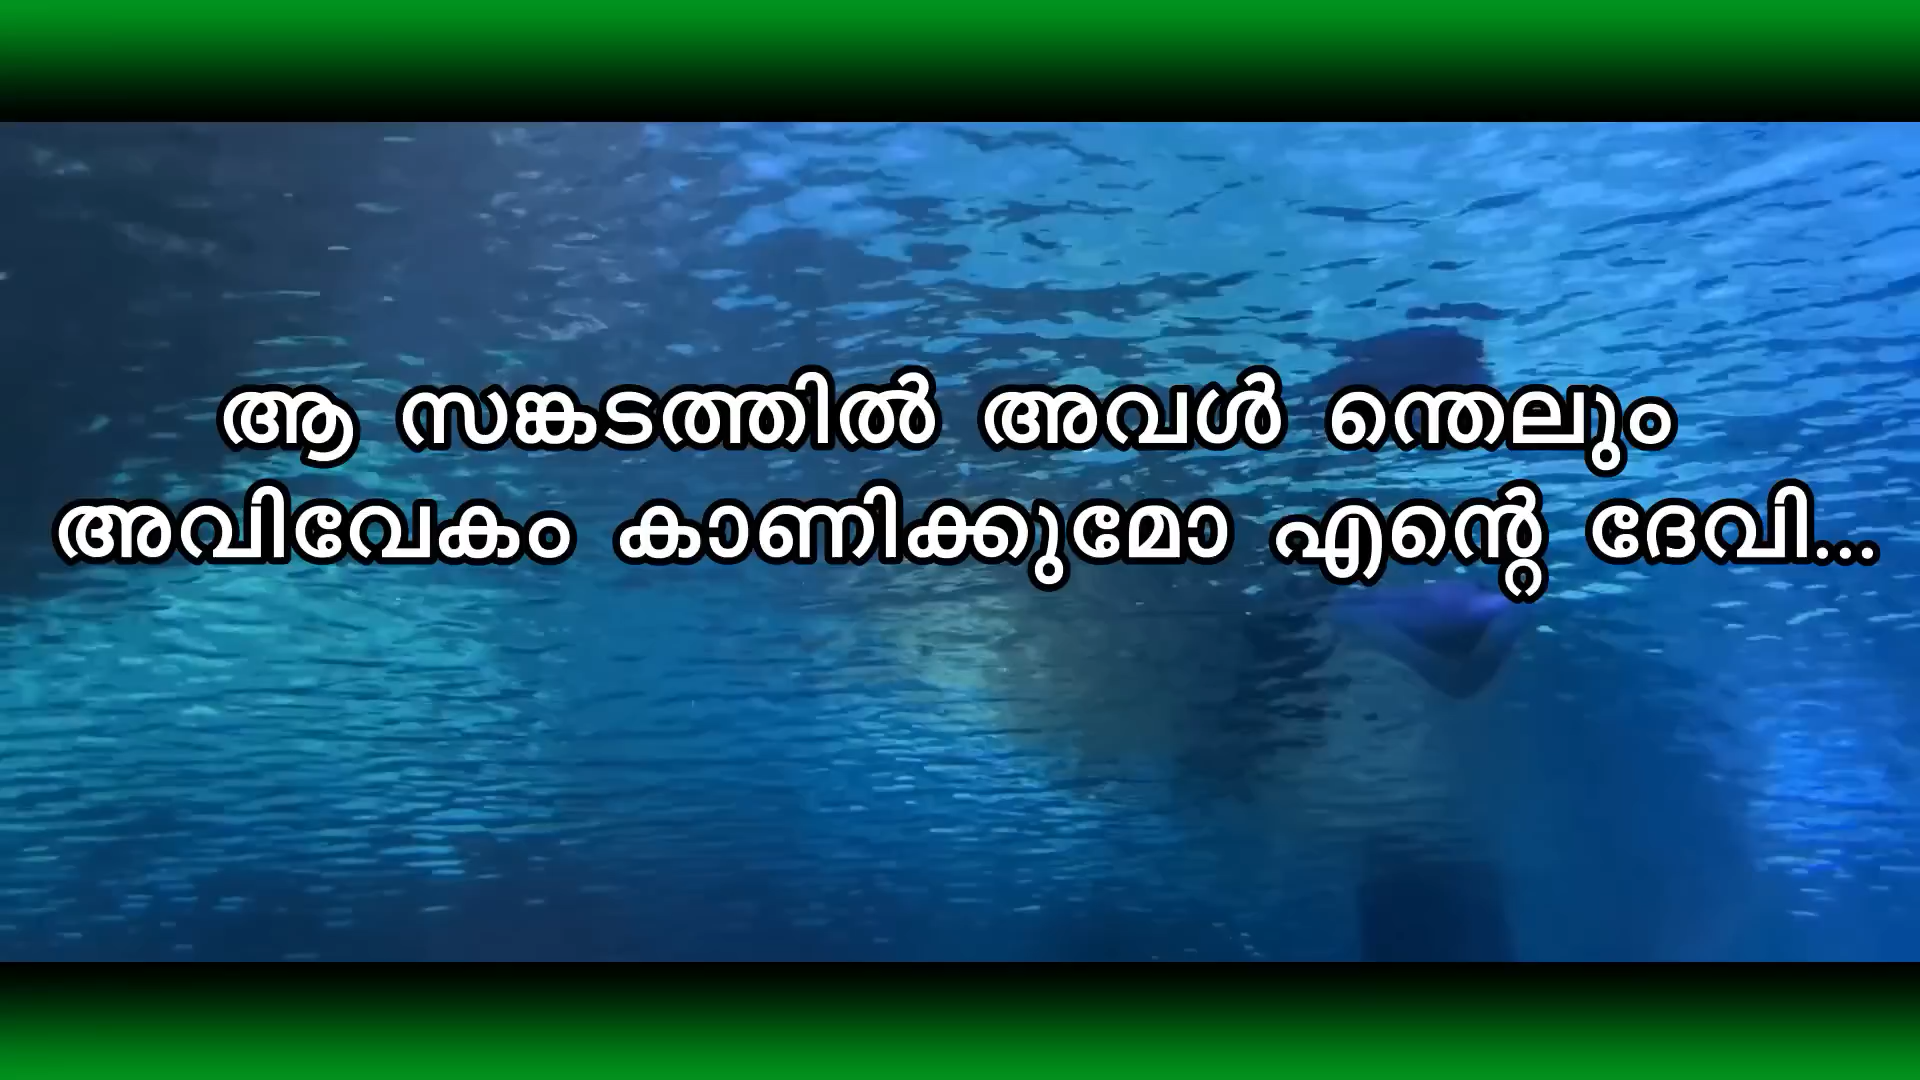 ആ സങ്കടത്തിൽ അവൾ ന്തെലും
അവിവേകം കാണിക്കുമോ എന്റെ ദേവി...